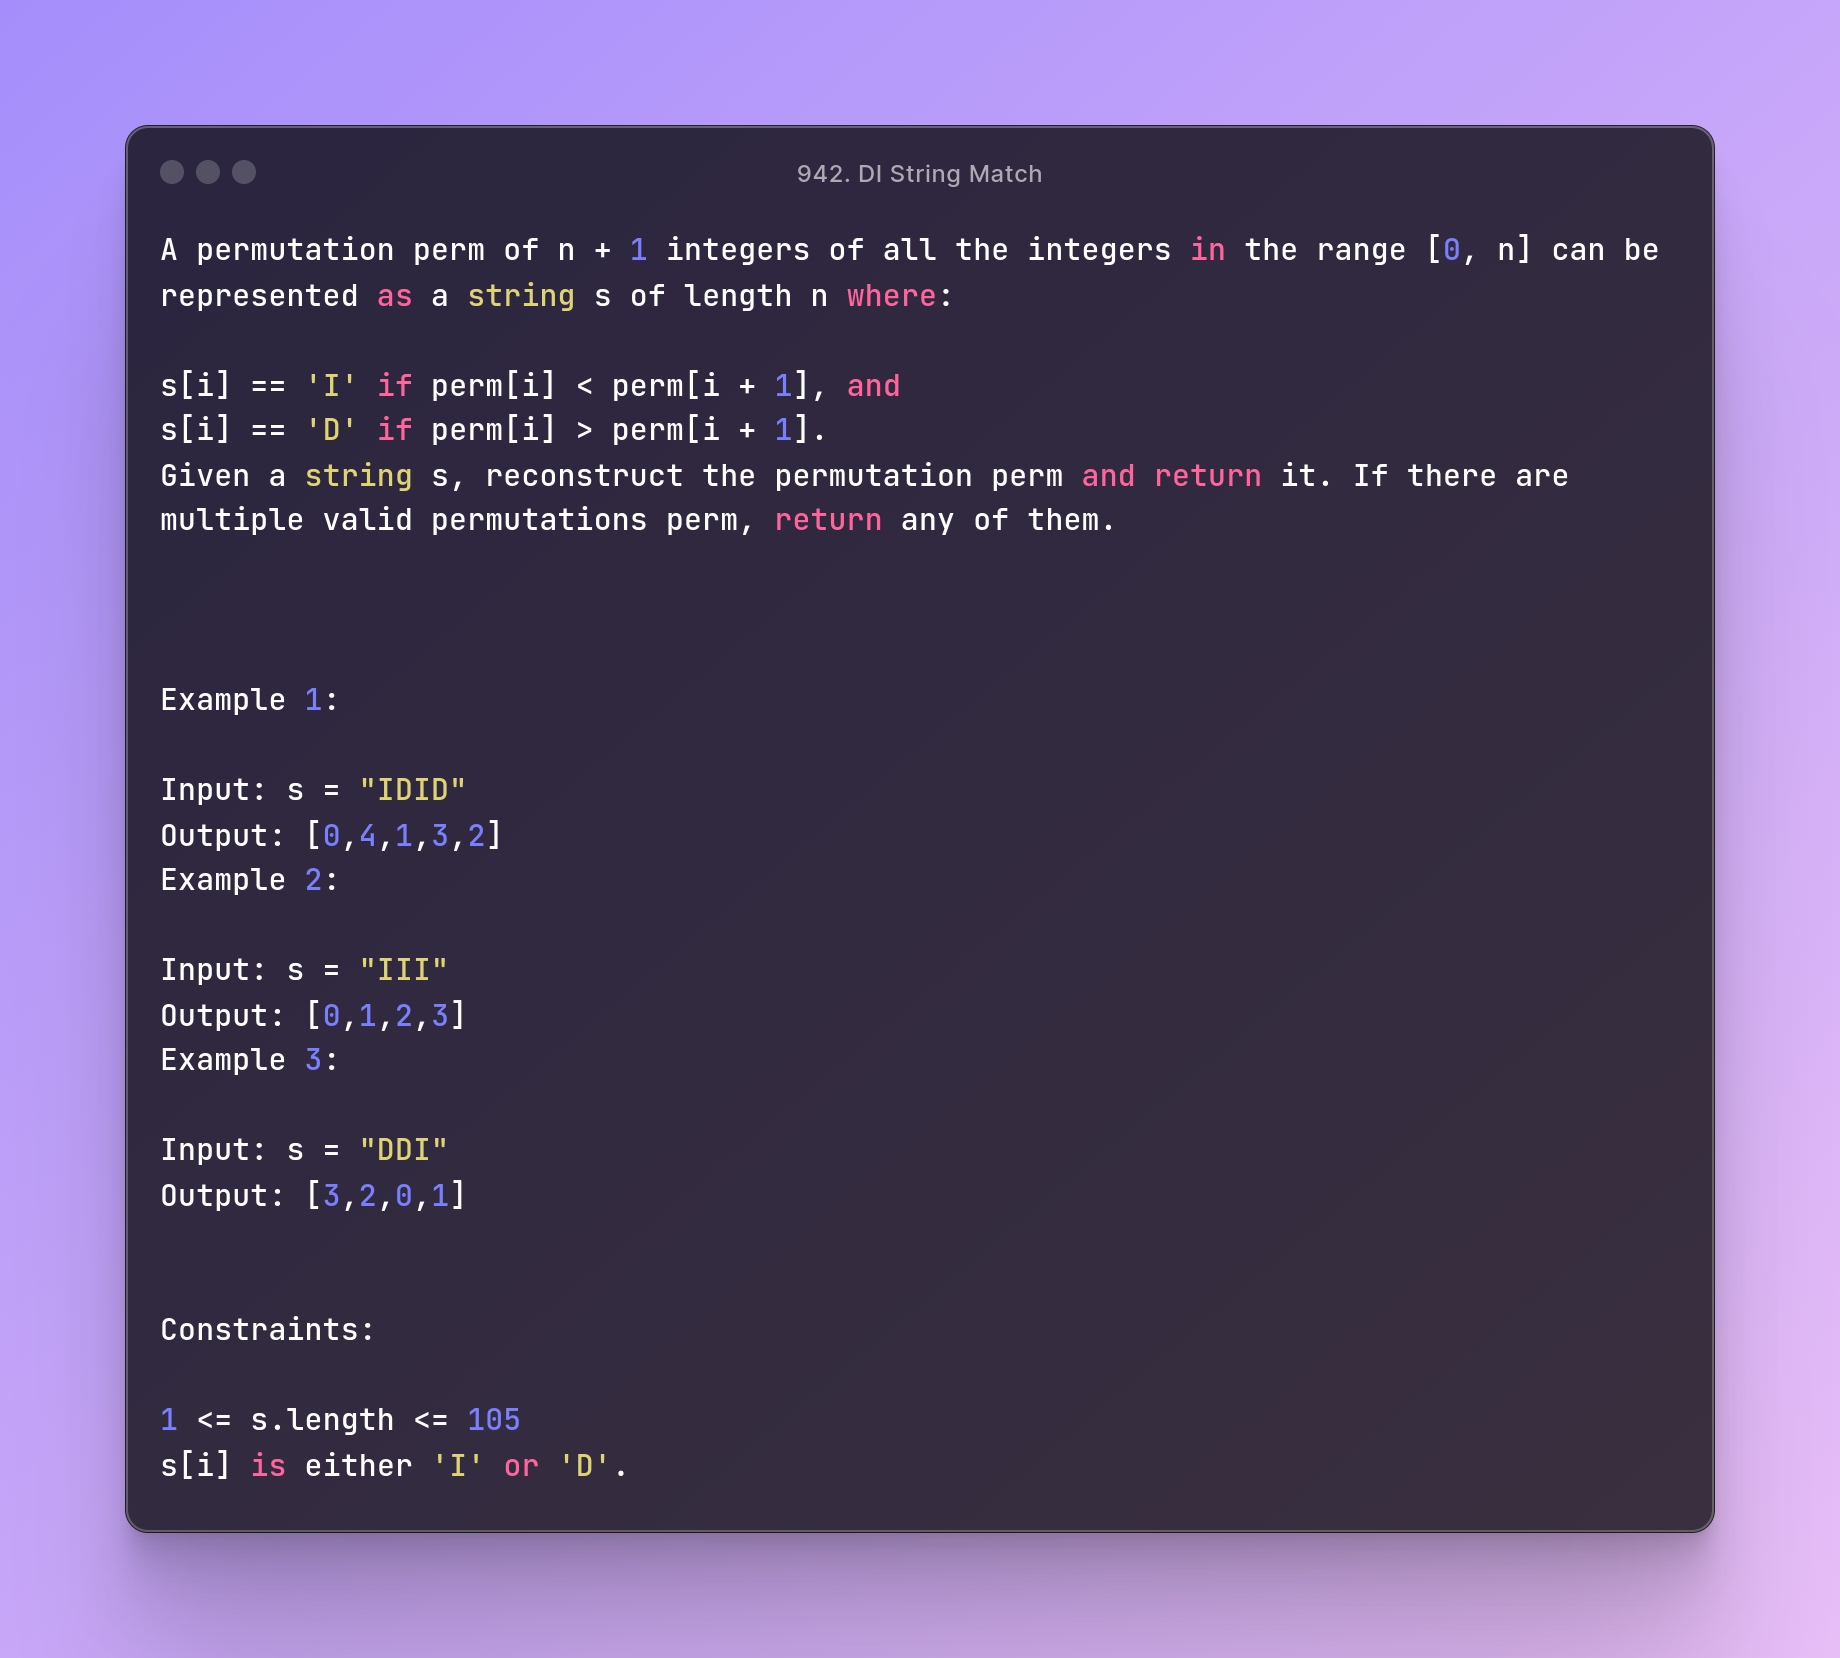 942. DI String Match
A permutation perm of n + 1 integers of all the integers in the range [0, n] can be
represented as a string s of length n where:
s[i] == 'I' if perm[i] < perm[i + 1], and
s[i] == 'D' if perm[i] > perm[i + 1].
Given a string s, reconstruct the permutation perm and return it. If there are
multiple valid permutations perm, return any of them.
Example 1:
Input: s = "IDID"
Output: [0,4,1,3,2]
Example 2:
Input: s = "III"
Output: [0,1,2,3]
Example 3:
Input: s = "DDI"
Output: [3,2,0,1]
Constraints:
1 <= s.length <= 105
s[i] is either 'I' or 'D'.